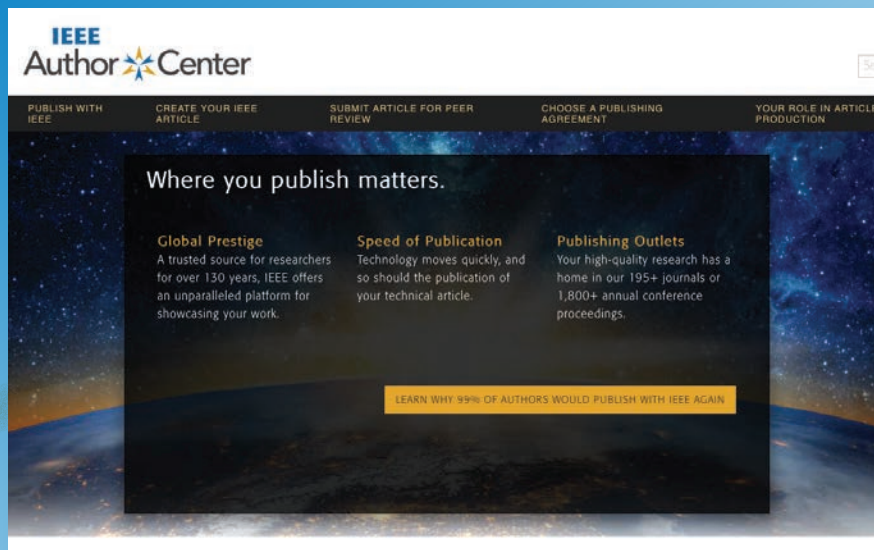 IEEE
Author Center
PUBLISH WITH
IEEE
CREATE YOUR IEEE
ARTICLE
SUBMIT ARTICLE FOR PEER
REVIEW
CHOOSE A PUBLISHING
AGREEMENT
YOUR ROLE IN ARTICLE
PRODUCTION
Where you publish matters.
Global Prestige
A trusted source for researchers
for over 130 years, IEEE offers
an unparalleled platform for
showcasing your work.
Speed of Publication
Technology moves quickly, and
so should the publication of
your technical article.
Publishing Outlets
Your high-quality research has a
home in our 195+ journals or
1,800+ annual conference
proceedings.
LEARN WHY 99% OF AUTHORS WOULD PUBLISH WITH IEEE AGAIN